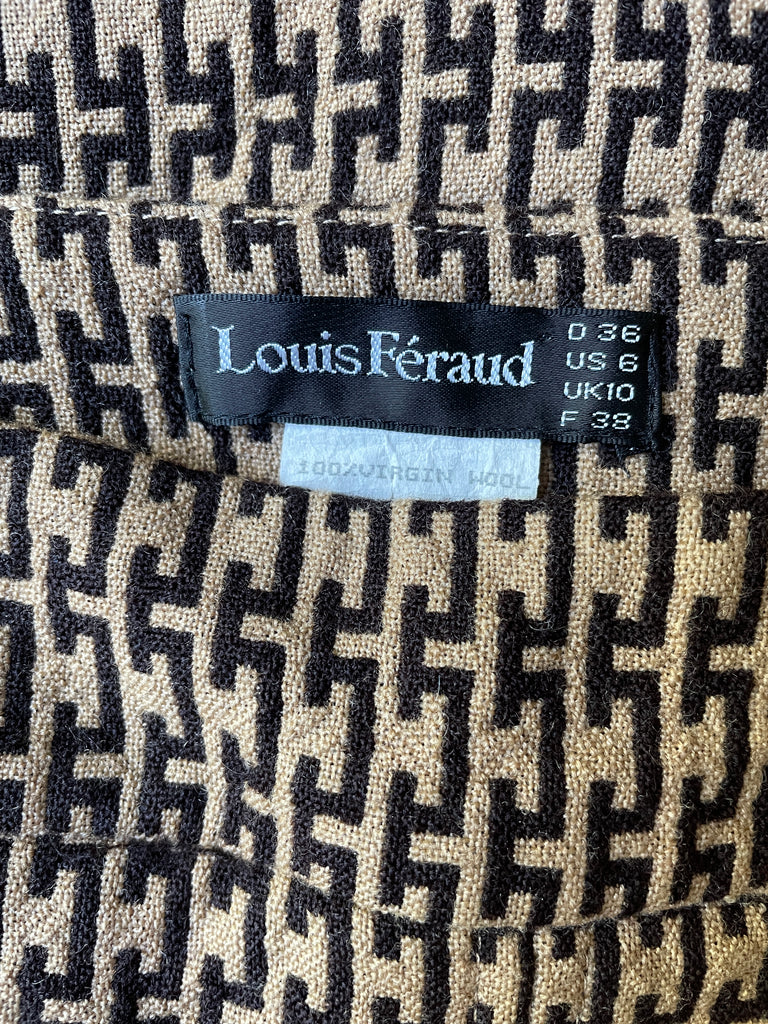 Louis Féraud
D 36
US 6
UK10
F 38
100%VIRGIN WOOL